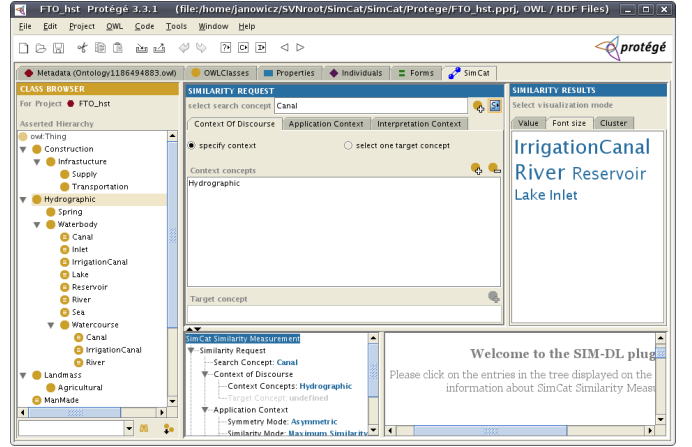 FTO_hst Protégé 3.3.1 (file:/home/janowicz/SVNroot/SimCat/SimCat/Protege/FTO_hst.pprj, OWL / RDF Files)
File Edit Project OWL Code Tools Window Help
protégé
Metadata (Ontology1186494883.owl) OWLClasses Properties Individuals Forms SimCat
CLASS BROWSER
For Project FTO_hst
Asserted Hierarchy
owl:Thing
Construction
Infrastucture
Supply
Transportation
Hydrographic
Spring
Waterbody
Canal
Inlet
IrrigationCanal
Lake
Reservoir
River
Sea
Watercourse
Canal
IrrigationCanal
River
Landmass
Agricultural
ManMade
SIMILARITY REQUEST
select search concept Canal
Context Of Discourse Application Context Interpretation Context
specify context select one target concept
Context concepts
Hydrographic
Target concept
SIMILARITY RESULTS
Select visualization mode
Value Font size Cluster
IrrigationCanal
River Reservoir
Lake Inlet
SimCat Similarity Measurement
Similarity Request
Search Concept: Canal
Context of Discourse
Context Concepts: Hydrographic
Target Concept: undefined
Application Context
Symmetry Mode: Asymmetric
Similarity Mode: Maximum Similarity
Welcome to the SIM-DL plug
Please click on the entries in the tree displayed on the
information about SimCat Similarity Measu